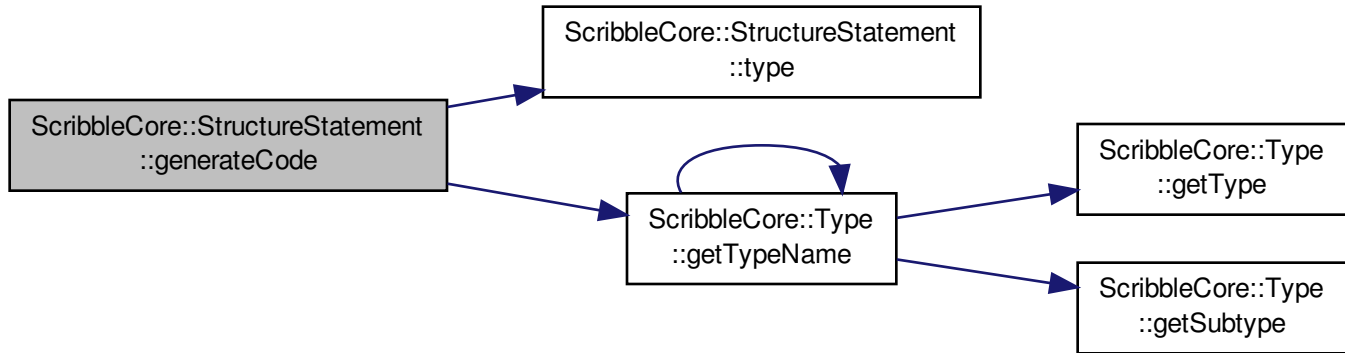 ScribbleCore::StructureStatement
::generateCode
ScribbleCore::StructureStatement
::type
ScribbleCore::Type
::getTypeName
ScribbleCore::Type
::getType
ScribbleCore::Type
::getSubtype